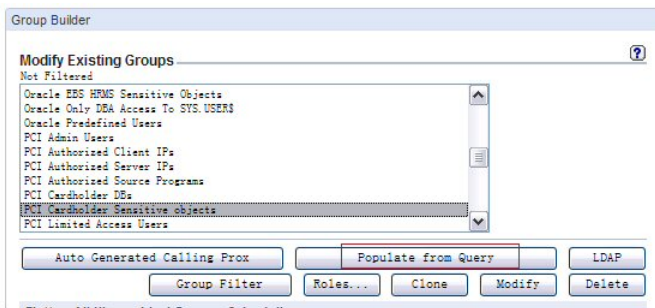 Group Builder
Modify Existing Groups
?
Not Filtered
Oracle EBS HRMS Sensitive Objects
Oracle Only DBA Access To SYS.USER$
Oracle Predefined Users
PCI Admin Users
PCI Authorized Client IPs
PCI Authorized Server IPs
PCI Authorized Source Programs
PCI Cardholder DBs
PCI Cardholder Sensitive objects
PCI Limited Access Users
Auto Generated Calling Prox Populate from Query LDAP
Group Filter Roles... Clone Modify Delete